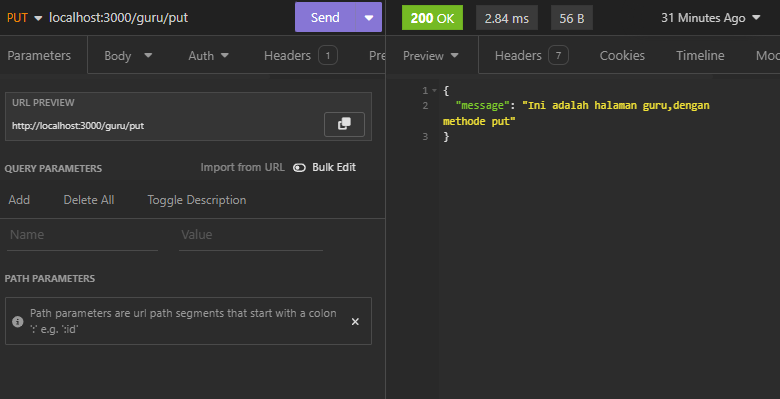 PUT localhost:3000/guru/put Send
Parameters Body Auth Headers 1 Pre
URL PREVIEW
http://localhost:3000/guru/put
QUERY PARAMETERS Import from URL Bulk Edit
Add Delete All Toggle Description
Name Value
PATH PARAMETERS
Path parameters are url path segments that start with a colon
':' e.g. ':id'
200 OK 2.84 ms 56 B 31 Minutes Ago
Preview Headers 7 Cookies Timeline Moc
1 {
2 "message": "Ini adalah halaman guru,dengan
methode put"
3 }